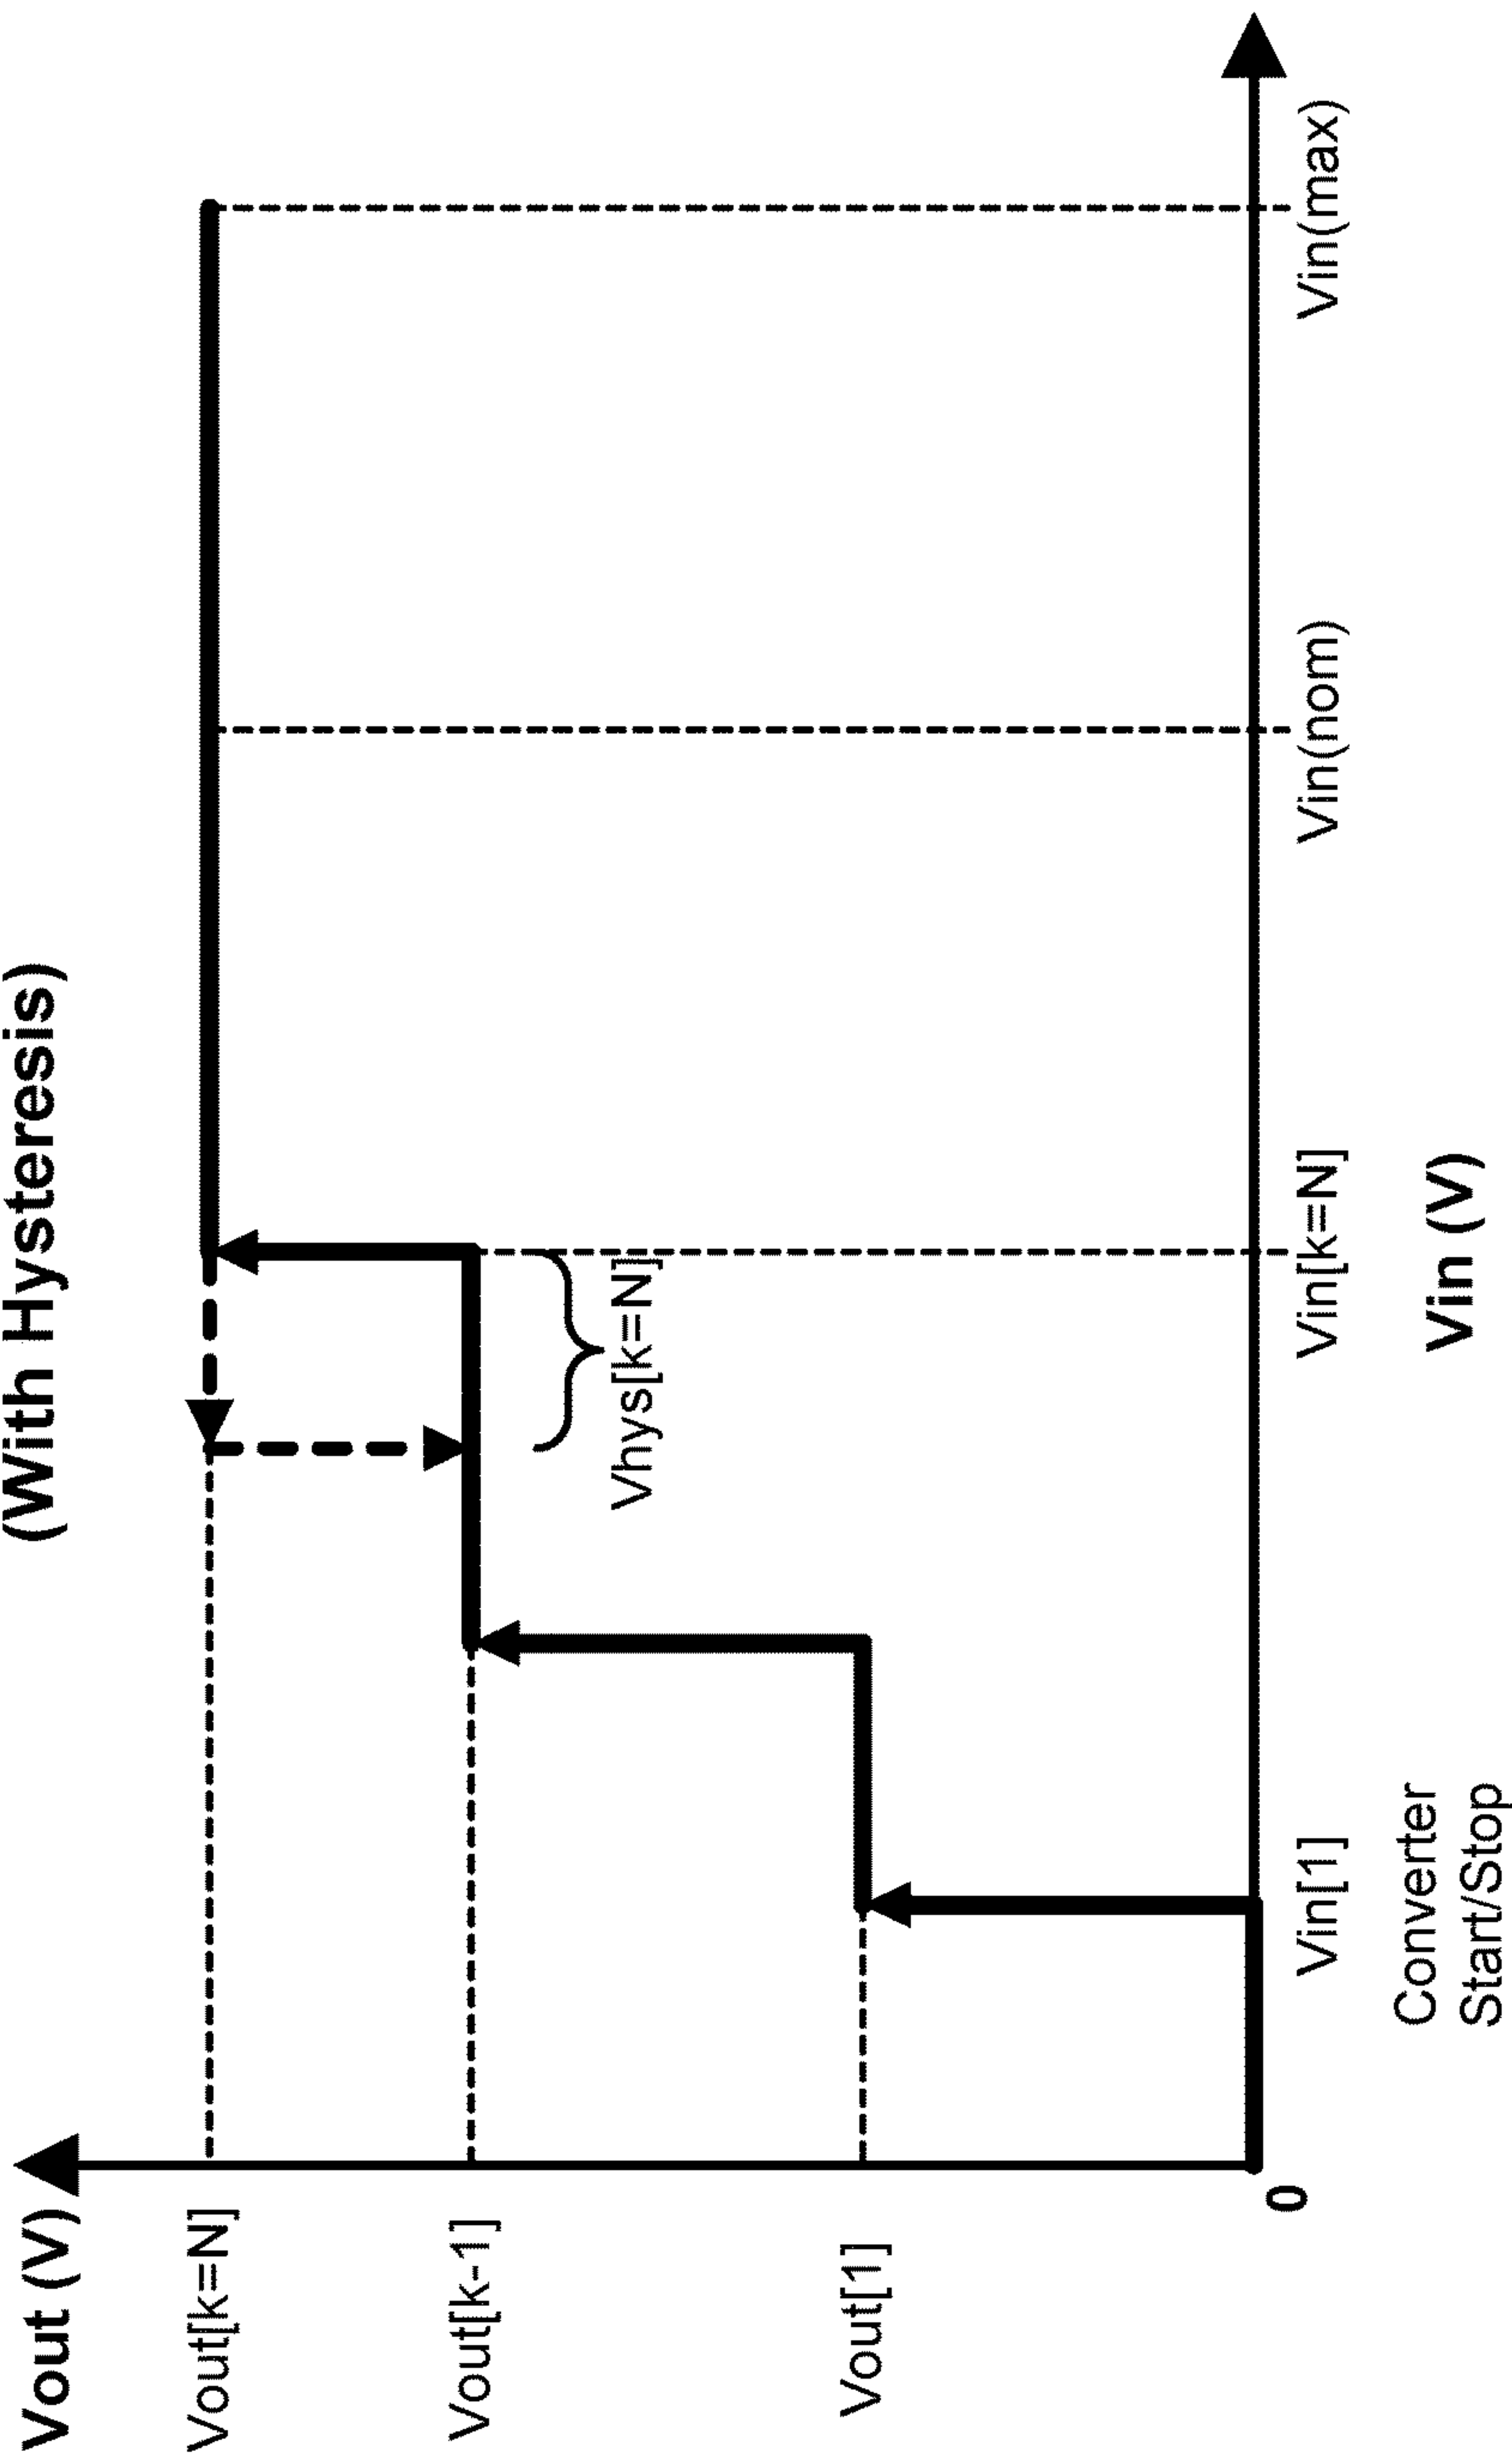 (With Hysteresis)
Vout (V)
Vout[k=N]
Vout[k-1]
Vhys[k=N]
Vout[1]
0
Vin[1]
Vin[k=N]
Vin(nom)
Vin(max)
Converter
Start/Stop
Vin (V)